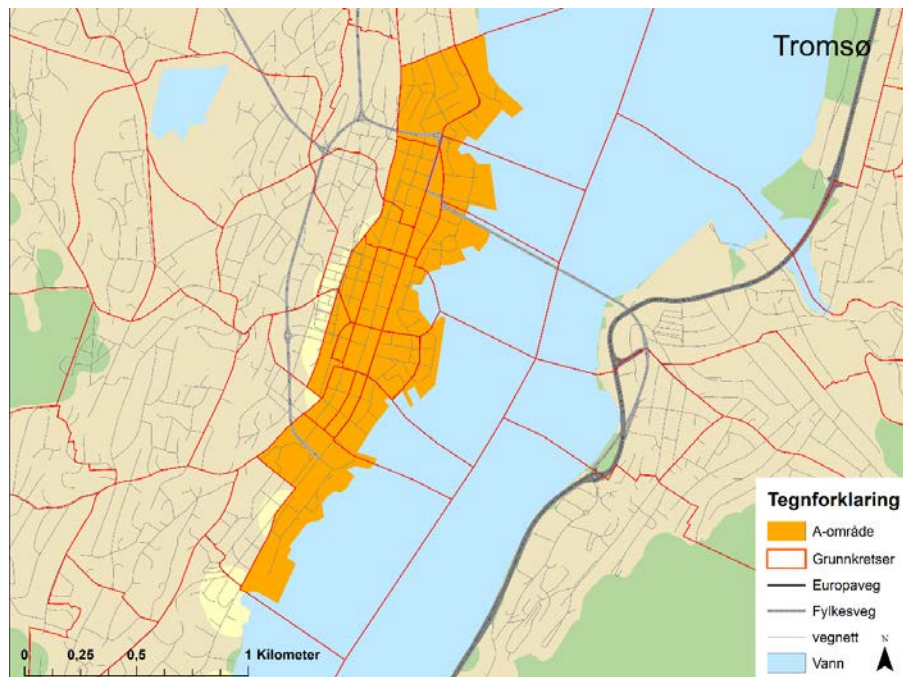 Tromsø
Tegnforklaring
A-område
Grunnkretser
Europaveg
Fylkesveg
vegnett
N
Vann
0 0,25 0,5 1 Kilometer